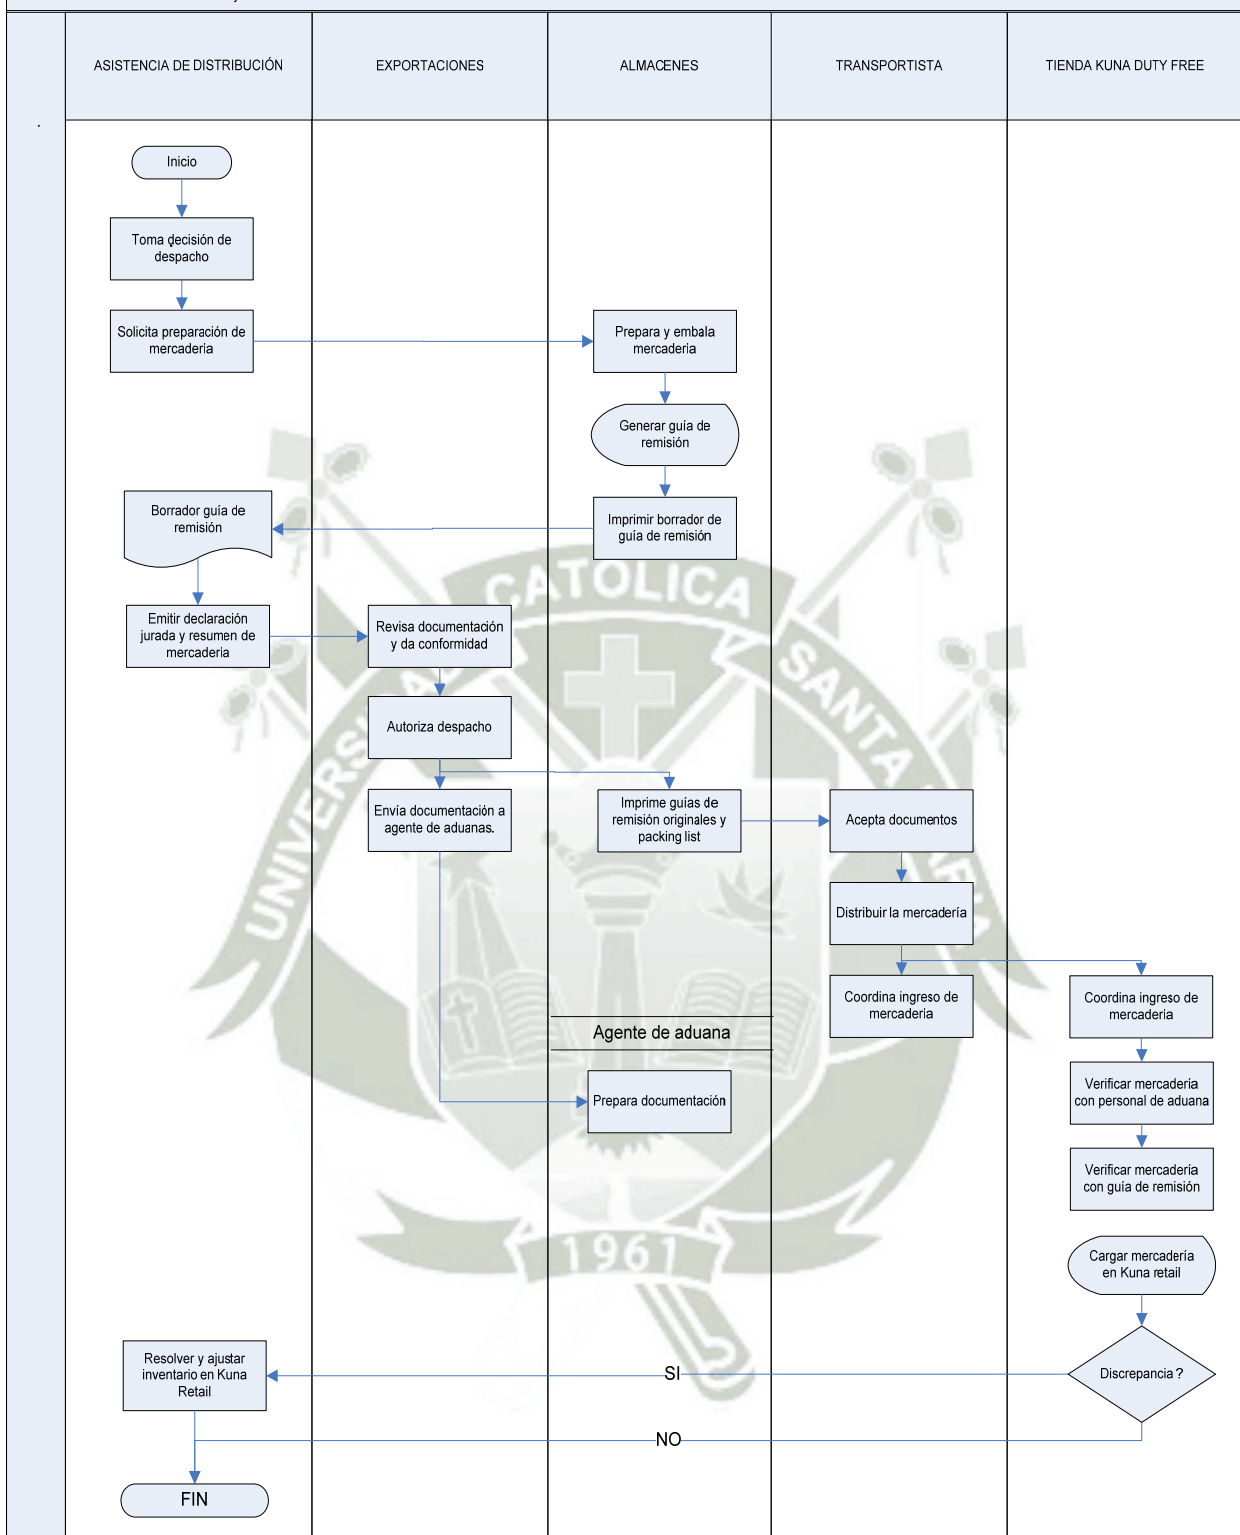 ASISTENCIA DE DISTRIBUCIÓN
EXPORTACIONES
ALMACENES
TRANSPORTISTA
TIENDA KUNA DUTY FREE
Inicio
Toma decisión de
despacho
Solicita preparación de
mercaderia
Prepara y embala
mercadería
Generar guía de
remisión
Imprimir borrador de
guía de remisión
Borrador guía de
remisión
Emitir declaración
jurada y resumen de
mercaderia
Revisa documentación
y da conformidad
Autoriza despacho
Envía documentación a
agente de aduanas.
Imprime guías de
remisión originales y
packing list
Acepta documentos
Distribuir la mercadería
Coordina ingreso de
mercaderia
Coordina ingreso de
mercaderia
Agente de aduana
Prepara documentación
Verificar mercadería
con personal de aduana
Verificar mercadería
con guía de remisión
Cargar mercadería
en Kuna retail
Discrepancia ?
SI
Resolver y ajustar
inventario en Kuna
Retail
NO
FIN
CATOLICA
SANTA
1961